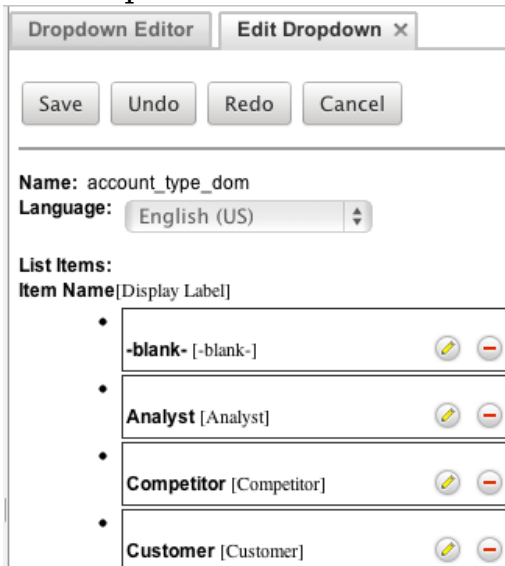 Dropdown Editor Edit Dropdown ×
Save Undo Redo Cancel
Name: account_type_dom
Language: English (US)
List Items:
Item Name[Display Label]
-blank- [-blank-]
Analyst [Analyst]
Competitor [Competitor]
Customer [Customer]